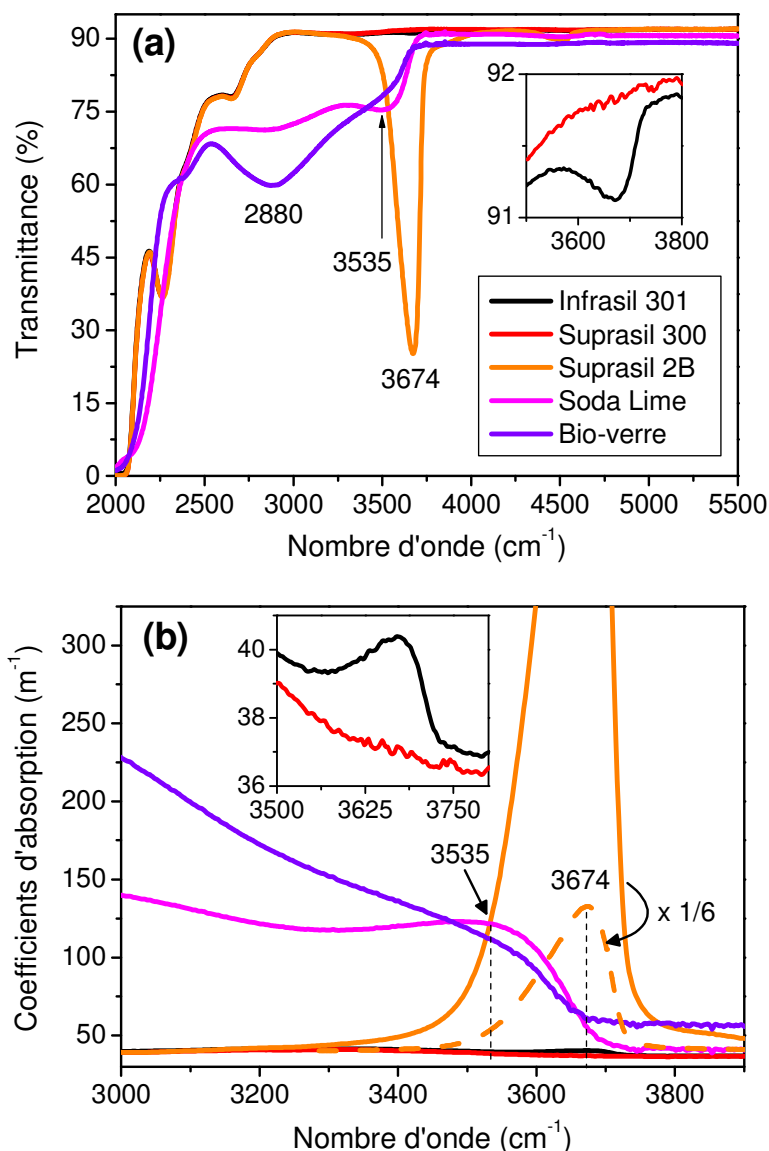 (a)
Transmittance (%)
90
75
60
45
30
15
0
2880
3535
3674
92
91
3600 3800
Infrasil 301
Suprasil 300
Suprasil 2B
Soda Lime
Bio-verre
2000 2500 3000 3500 4000 4500 5000 5500
Nombre d'onde (cm⁻¹)
(b)
Coefficients d'absorption (m⁻¹)
300
250
200
150
100
50
40
38
36
3500 3625 3750
3535
3674
x 1/6
3000 3200 3400 3600 3800
Nombre d'onde (cm⁻¹)